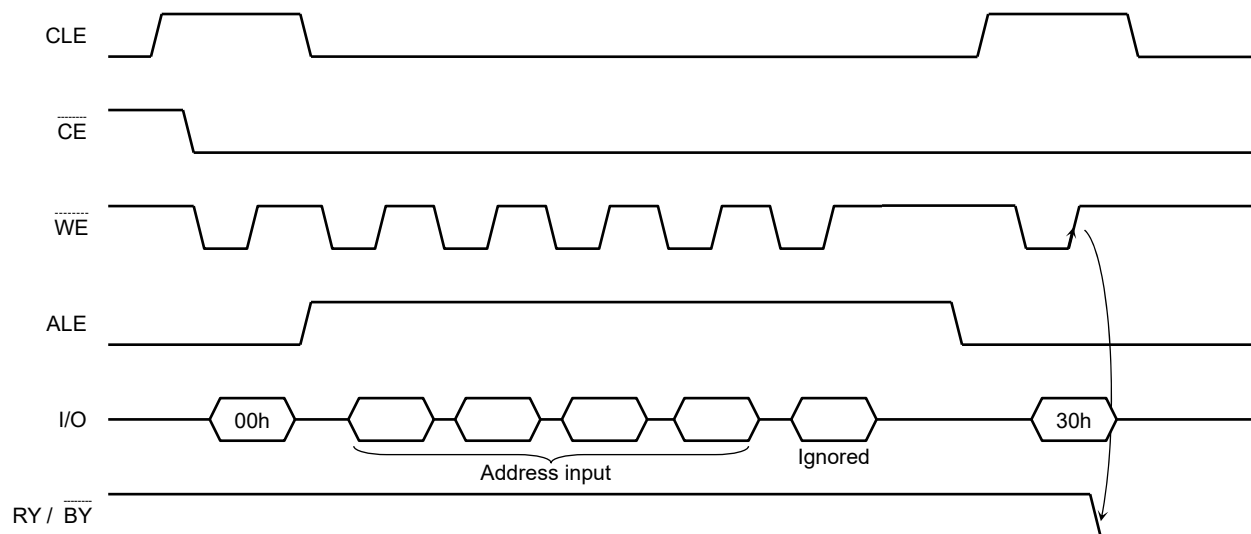 CLE
CE
WE
ALE
I/O
00h
30h
Ignored
Address input
RY / BY